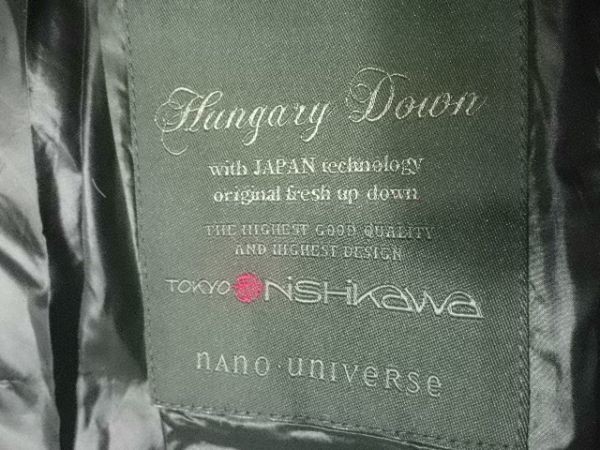 Hungary Down
with JAPAN technology
original fresh up down
THE HIGHEST GOOD QUALITY
AND HIGHEST DESIGN
TOKYO NiSHiKaWa
nano·universe